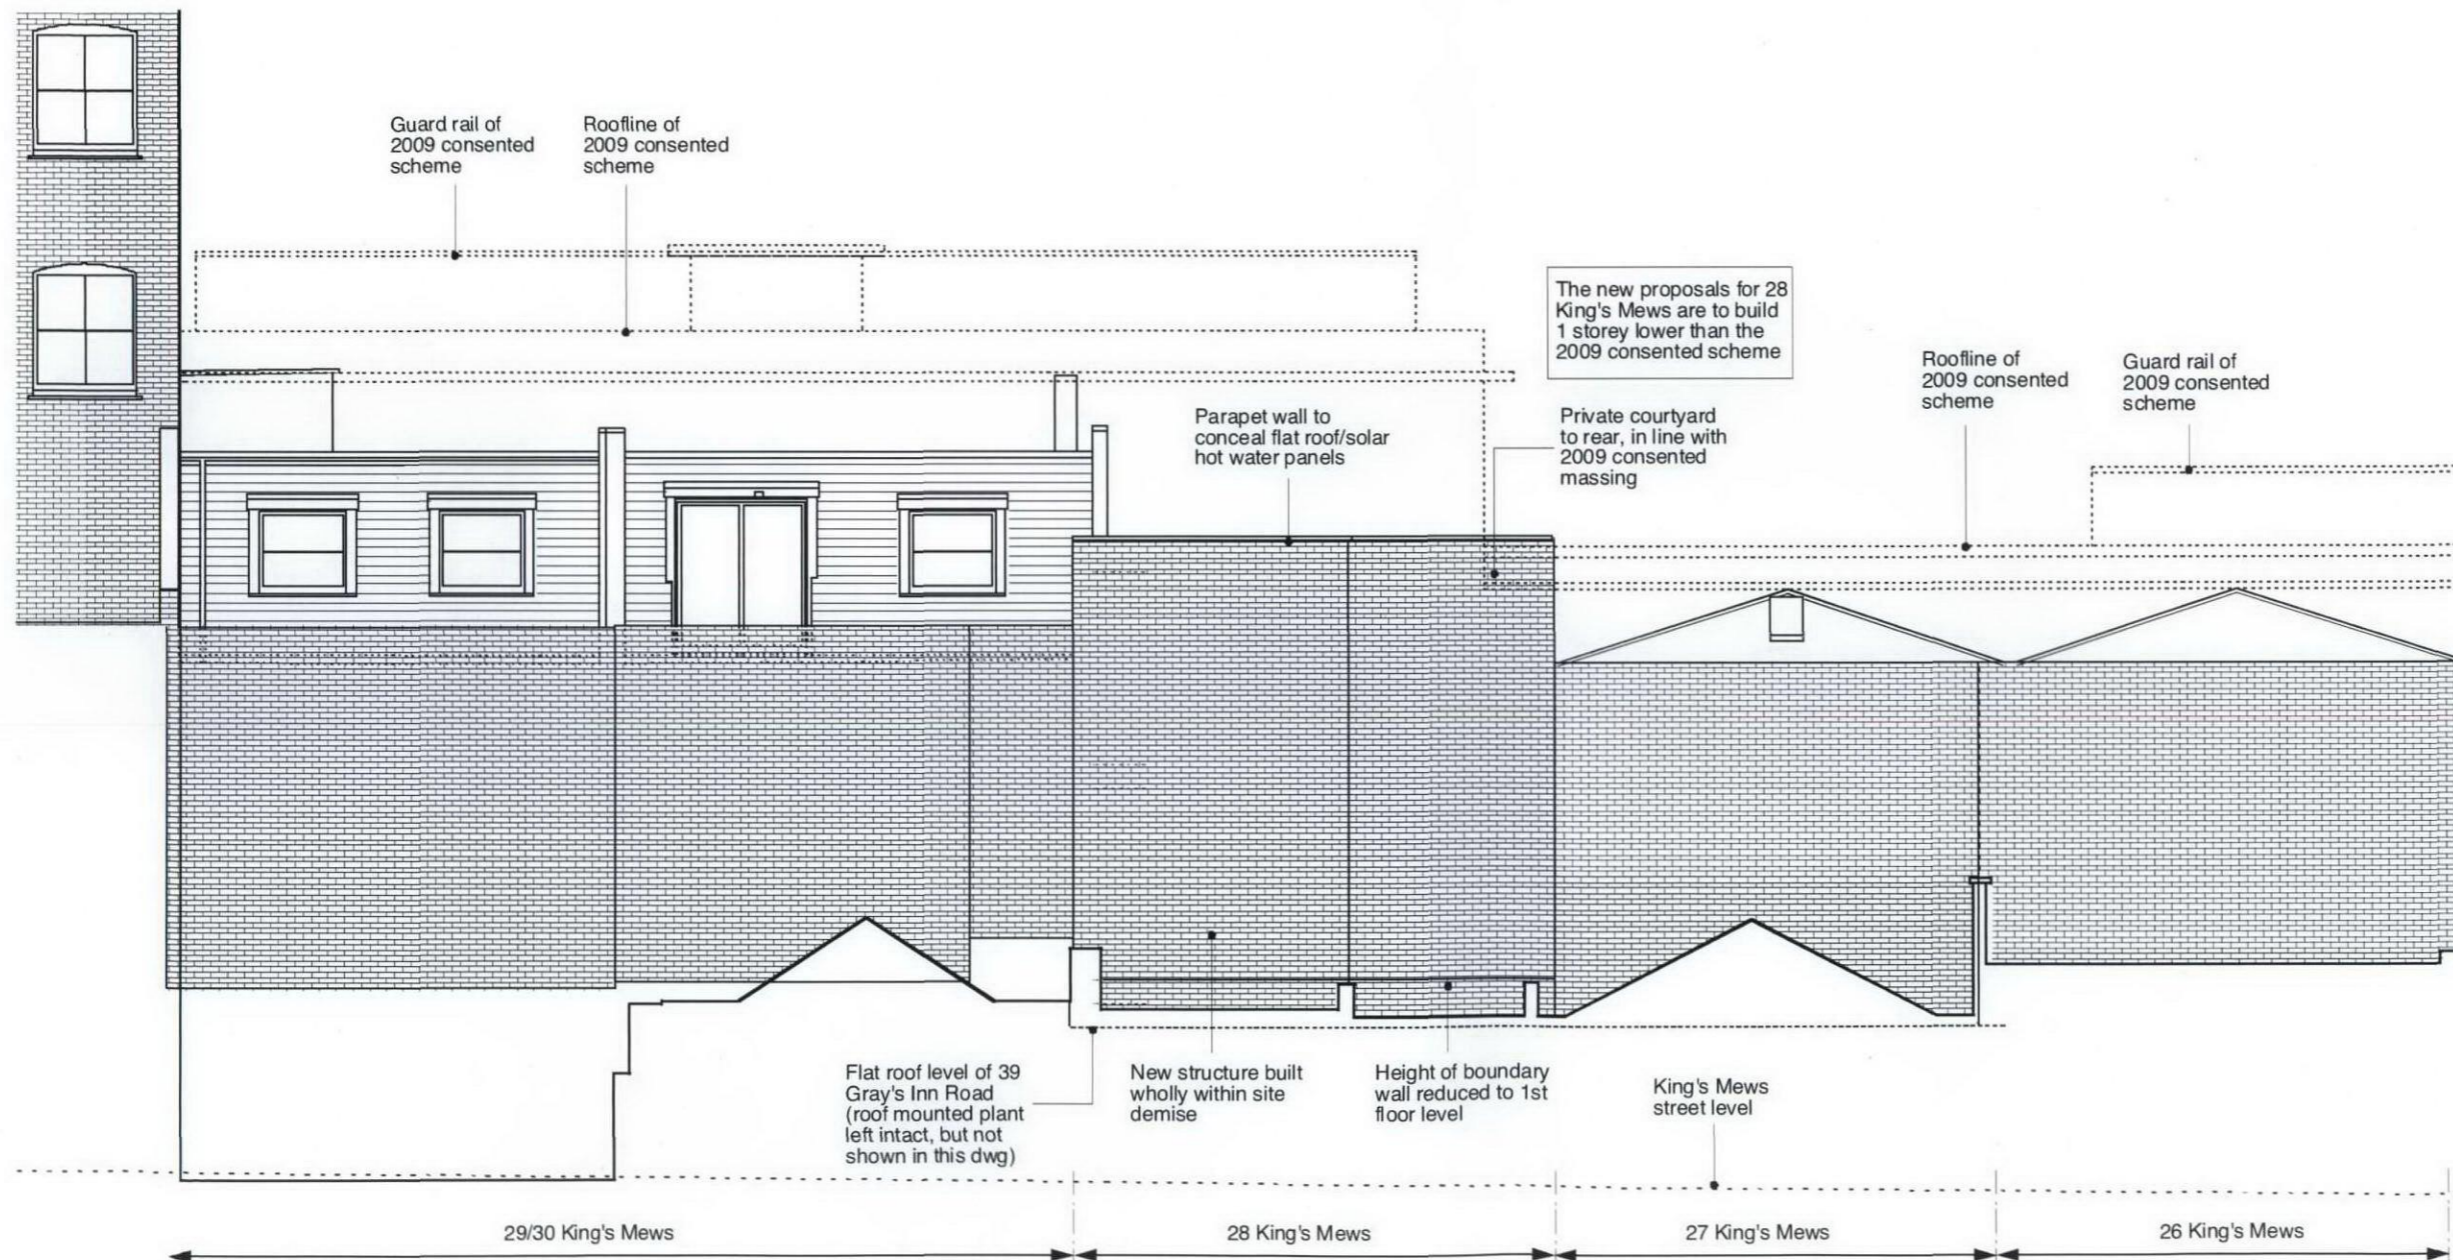 Guard rail of
2009 consented
scheme
Roofline of
2009 consented
scheme
The new proposals for 28
King's Mews are to build
1 storey lower than the
2009 consented scheme
Parapet wall to
conceal flat roof/solar
hot water panels
Private courtyard
to rear, in line with
2009 consented
massing
Roofline of
2009 consented
scheme
Guard rail of
2009 consented
scheme
Flat roof level of 39
Gray's Inn Road
(roof mounted plant
left intact, but not
shown in this dwg)
New structure built
wholly within site
demise
Height of boundary
wall reduced to 1st
floor level
King's Mews
street level
29/30 King's Mews
28 King's Mews
27 King's Mews
26 King's Mews